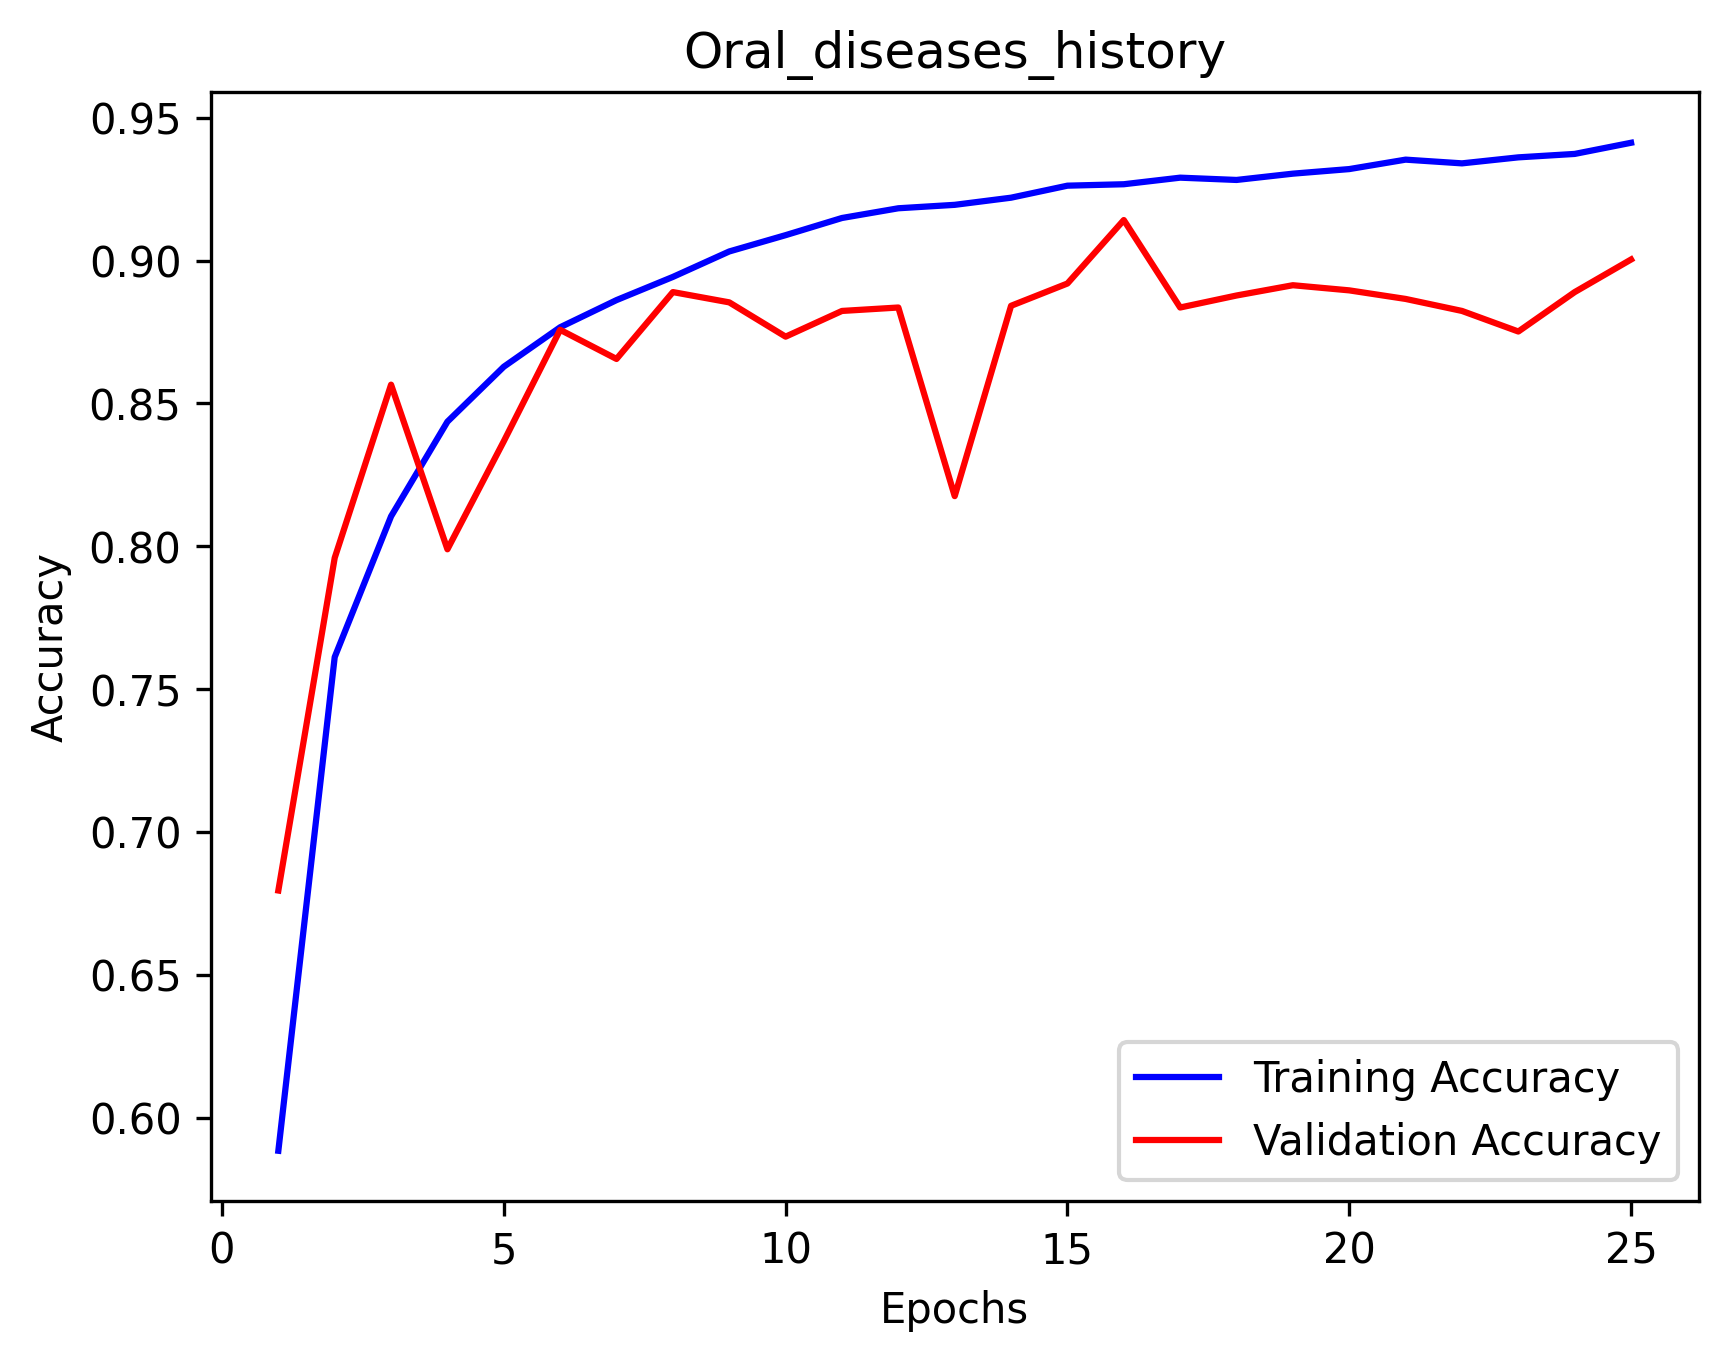 Oral_diseases_history
0.95
0.90
0.85
0.80
0.75
0.70
0.65
0.60
Accuracy
Training Accuracy
Validation Accuracy
0 5 10 15 20 25
Epochs